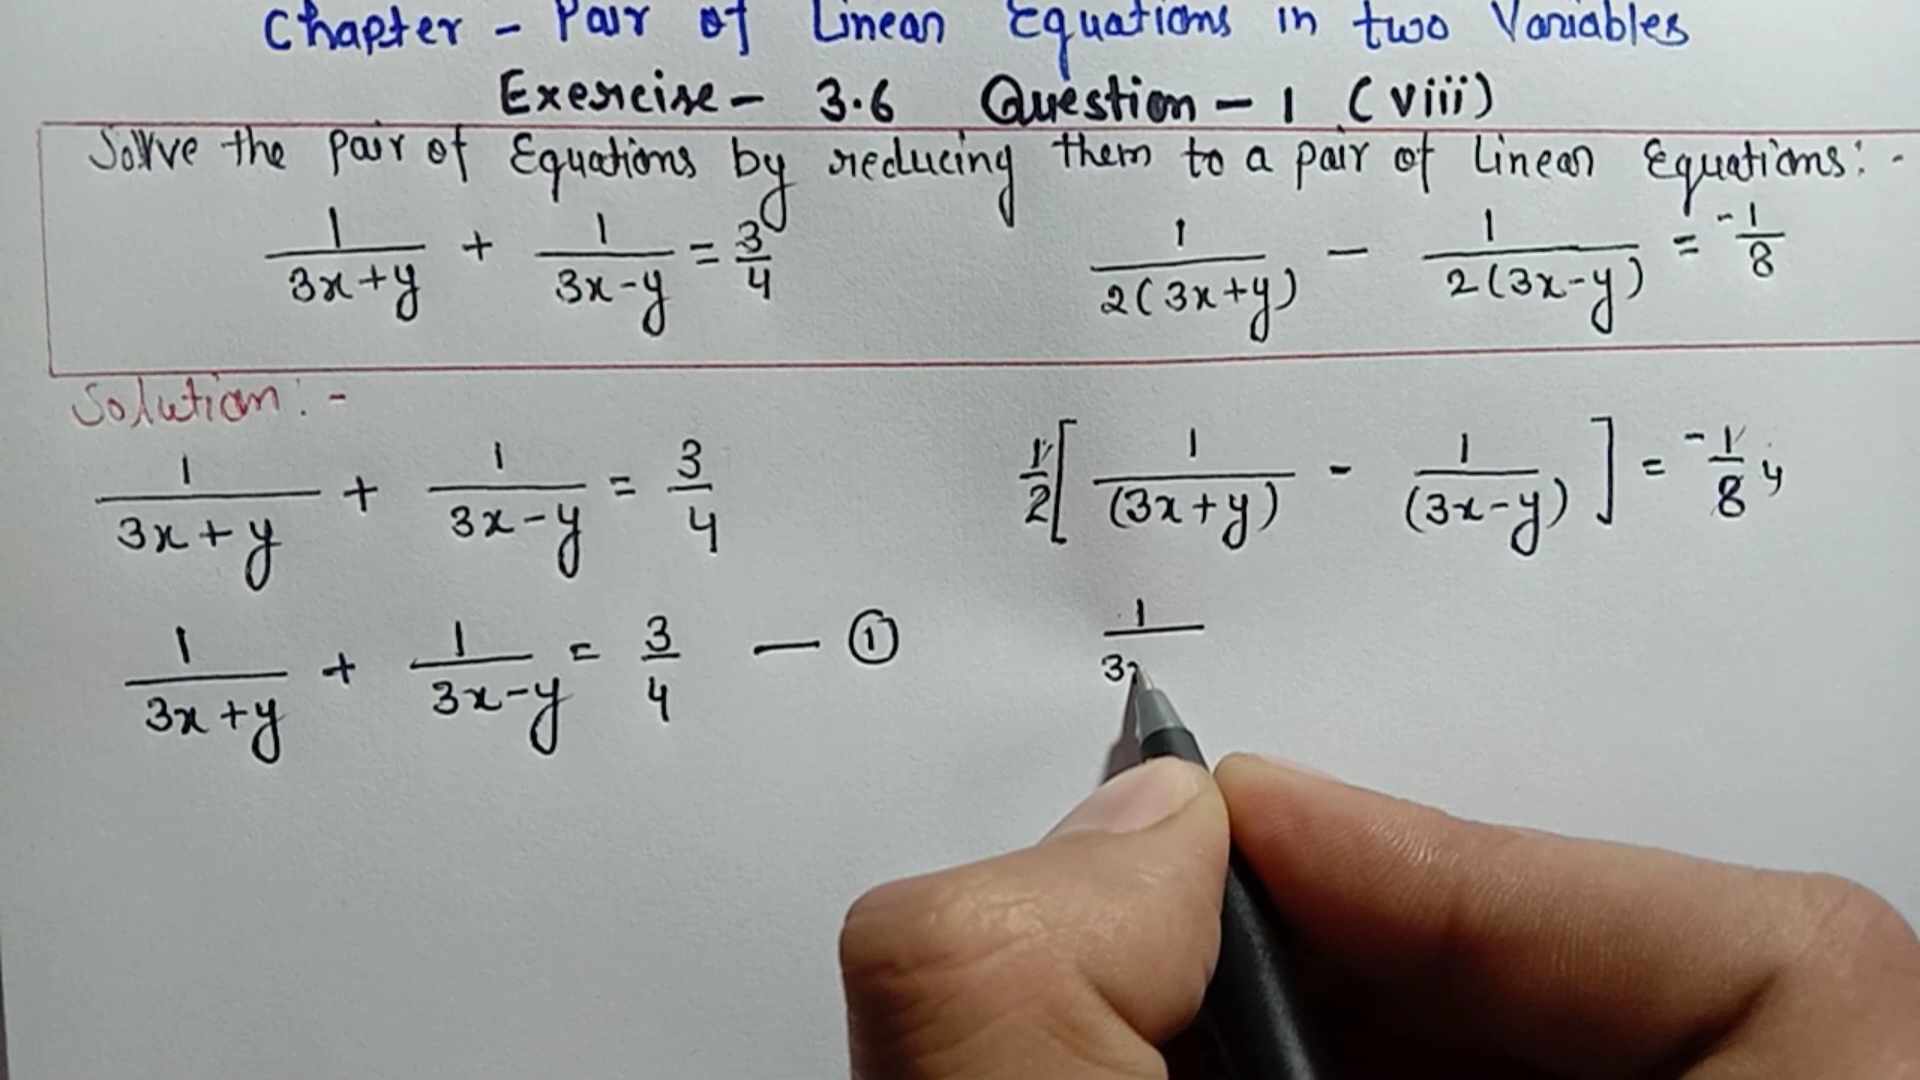 Chapter - Pair of Linear Equations in two Variables
Exercise - 3.6 Question - 1 (viii)
Solve the pair of Equations by reducing them to a pair of Linear Equations: -
1/(3x+y) + 1/(3x-y) = 3/4 1/(2(3x+y)) - 1/(2(3x-y)) = -1/8
Solution: -
1/(3x+y) + 1/(3x-y) = 3/4 1/2[1/(3x+y) - 1/(3x-y)] = -1/8 4
1/(3x+y) + 1/(3x-y) = 3/4 — ① 1/3x